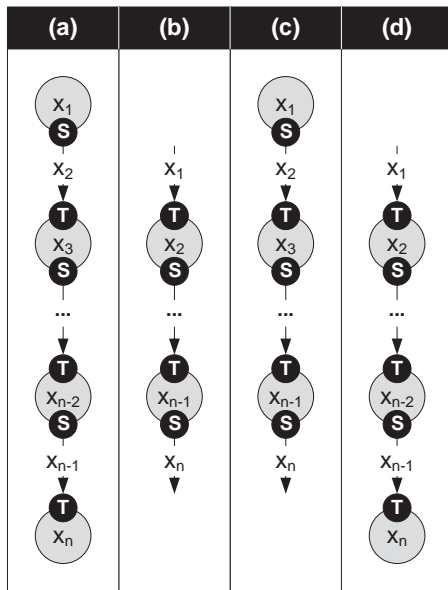 (a) (b) (c) (d)
x1 x1
S S
x2 x1 x2 x1
T T T T
x3 x2 x3 x2
S S S S
... ... ... ...
T T T T
xn-2 xn-1 xn-1 xn-2
S S S S
xn-1 xn xn xn-1
T T
xn xn